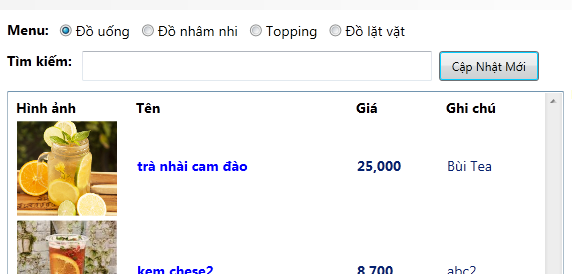 Menu: Đồ uống Đồ nhâm nhi Topping Đồ lặt vặt
Tìm kiếm: Cập Nhật Mới
Hình ảnh Tên Giá Ghi chú
trà nhài cam đào 25,000 Bùi Tea
kem chese2 8,700 abc2